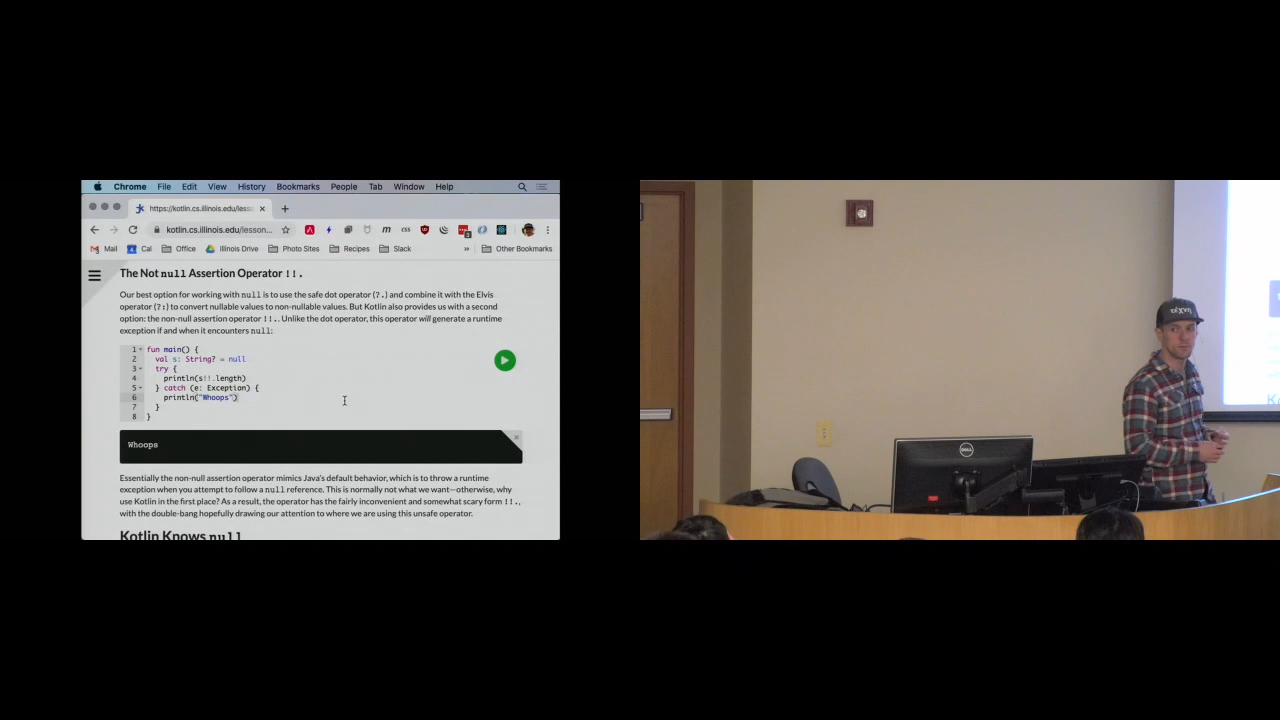 Chrome File Edit View History Bookmarks People Tab Window Help
https://kotlin.cs.illinois.edu/less
kotlin.cs.illinois.edu/lesson...
Mail Cal Office Illinois Drive Photo Sites Recipes Slack » Other Bookmarks
The Not null Assertion Operator !!.
Our best option for working with null is to use the safe dot operator (?.) and combine it with the Elvis
operator (?:) to convert nullable values to non-nullable values. But Kotlin also provides us with a second
option: the non-null assertion operator !!.. Unlike the dot operator, this operator will generate a runtime
exception if and when it encounters null:
1 fun main() {
2 val s: String? = null
3 try {
4 println(s!!.length)
5 } catch (e: Exception) {
6 println("Whoops")
7 }
8 }
Whoops
Essentially the non-null assertion operator mimics Java's default behavior, which is to throw a runtime
exception when you attempt to follow a null reference. This is normally not what we want—otherwise, why
use Kotlin in the first place? As a result, the operator has the fairly inconvenient and somewhat scary form !!.,
with the double-bang hopefully drawing our attention to where we are using this unsafe operator.
Kotlin Knows null
DELL